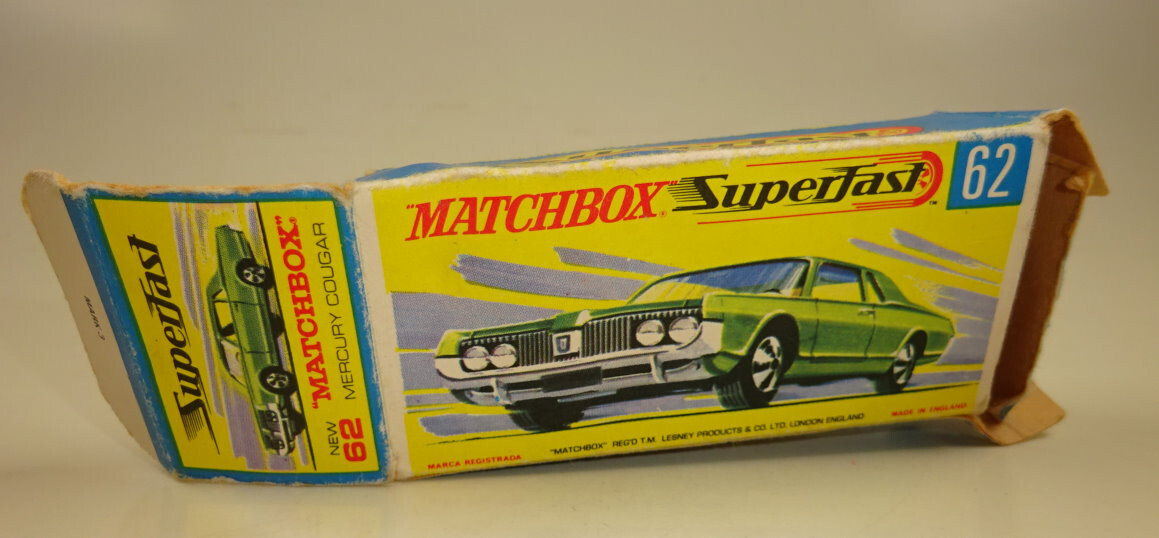 "MATCHBOX"® Superfast™
62
MARCA REGISTRADA
"MATCHBOX" REG'D T.M. LESNEY PRODUCTS & CO. LTD. LONDON ENGLAND
MADE IN ENGLAND
Superfast
"MATCHBOX"®
NEW
62
MERCURY COUGAR